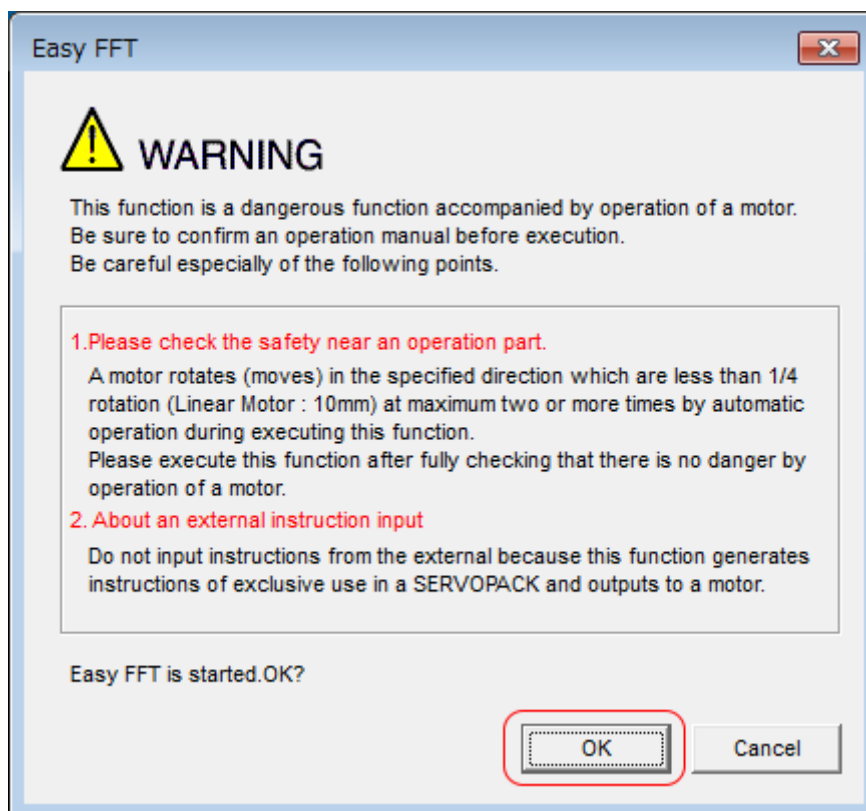 Easy FFT
WARNING
This function is a dangerous function accompanied by operation of a motor.
Be sure to confirm an operation manual before execution.
Be careful especially of the following points.
1.Please check the safety near an operation part.
A motor rotates (moves) in the specified direction which are less than 1/4
rotation (Linear Motor : 10mm) at maximum two or more times by automatic
operation during executing this function.
Please execute this function after fully checking that there is no danger by
operation of a motor.
2. About an external instruction input
Do not input instructions from the external because this function generates
instructions of exclusive use in a SERVOPACK and outputs to a motor.
Easy FFT is started.OK?
OK
Cancel